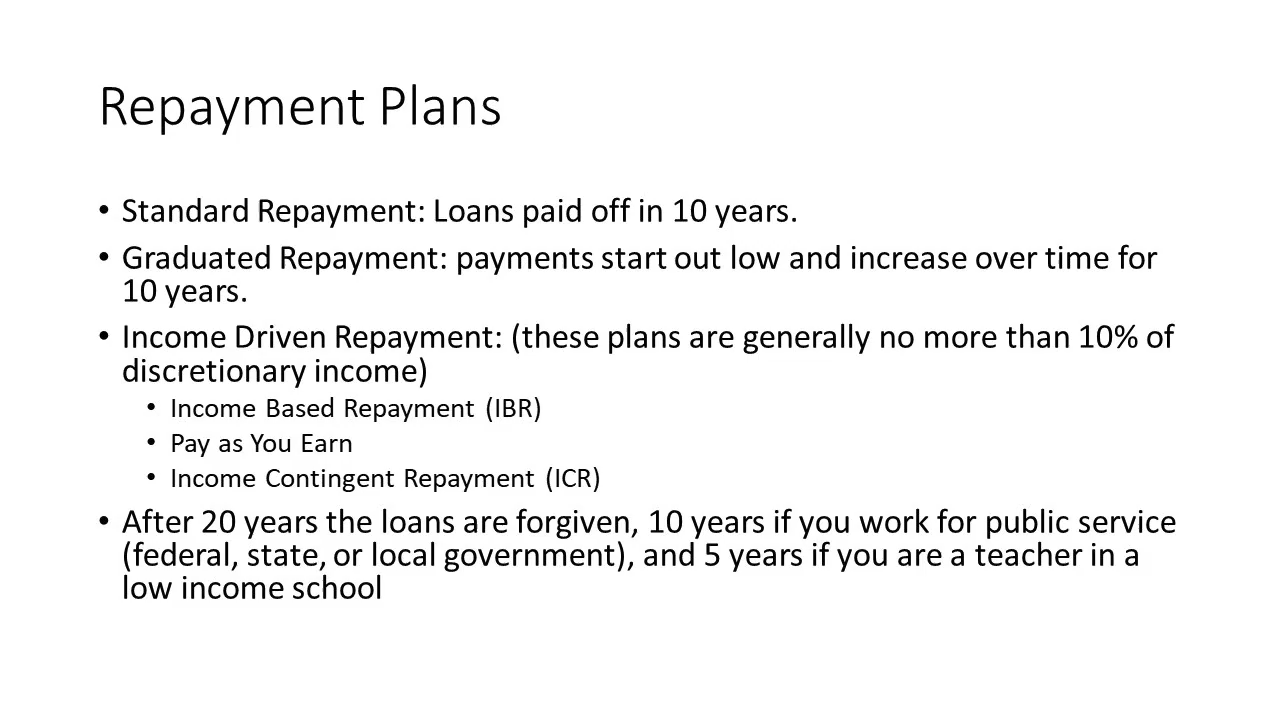 Repayment Plans
• Standard Repayment: Loans paid off in 10 years.
• Graduated Repayment: payments start out low and increase over time for
10 years.
• Income Driven Repayment: (these plans are generally no more than 10% of
discretionary income)
• Income Based Repayment (IBR)
• Pay as You Earn
• Income Contingent Repayment (ICR)
• After 20 years the loans are forgiven, 10 years if you work for public service
(federal, state, or local government), and 5 years if you are a teacher in a
low income school